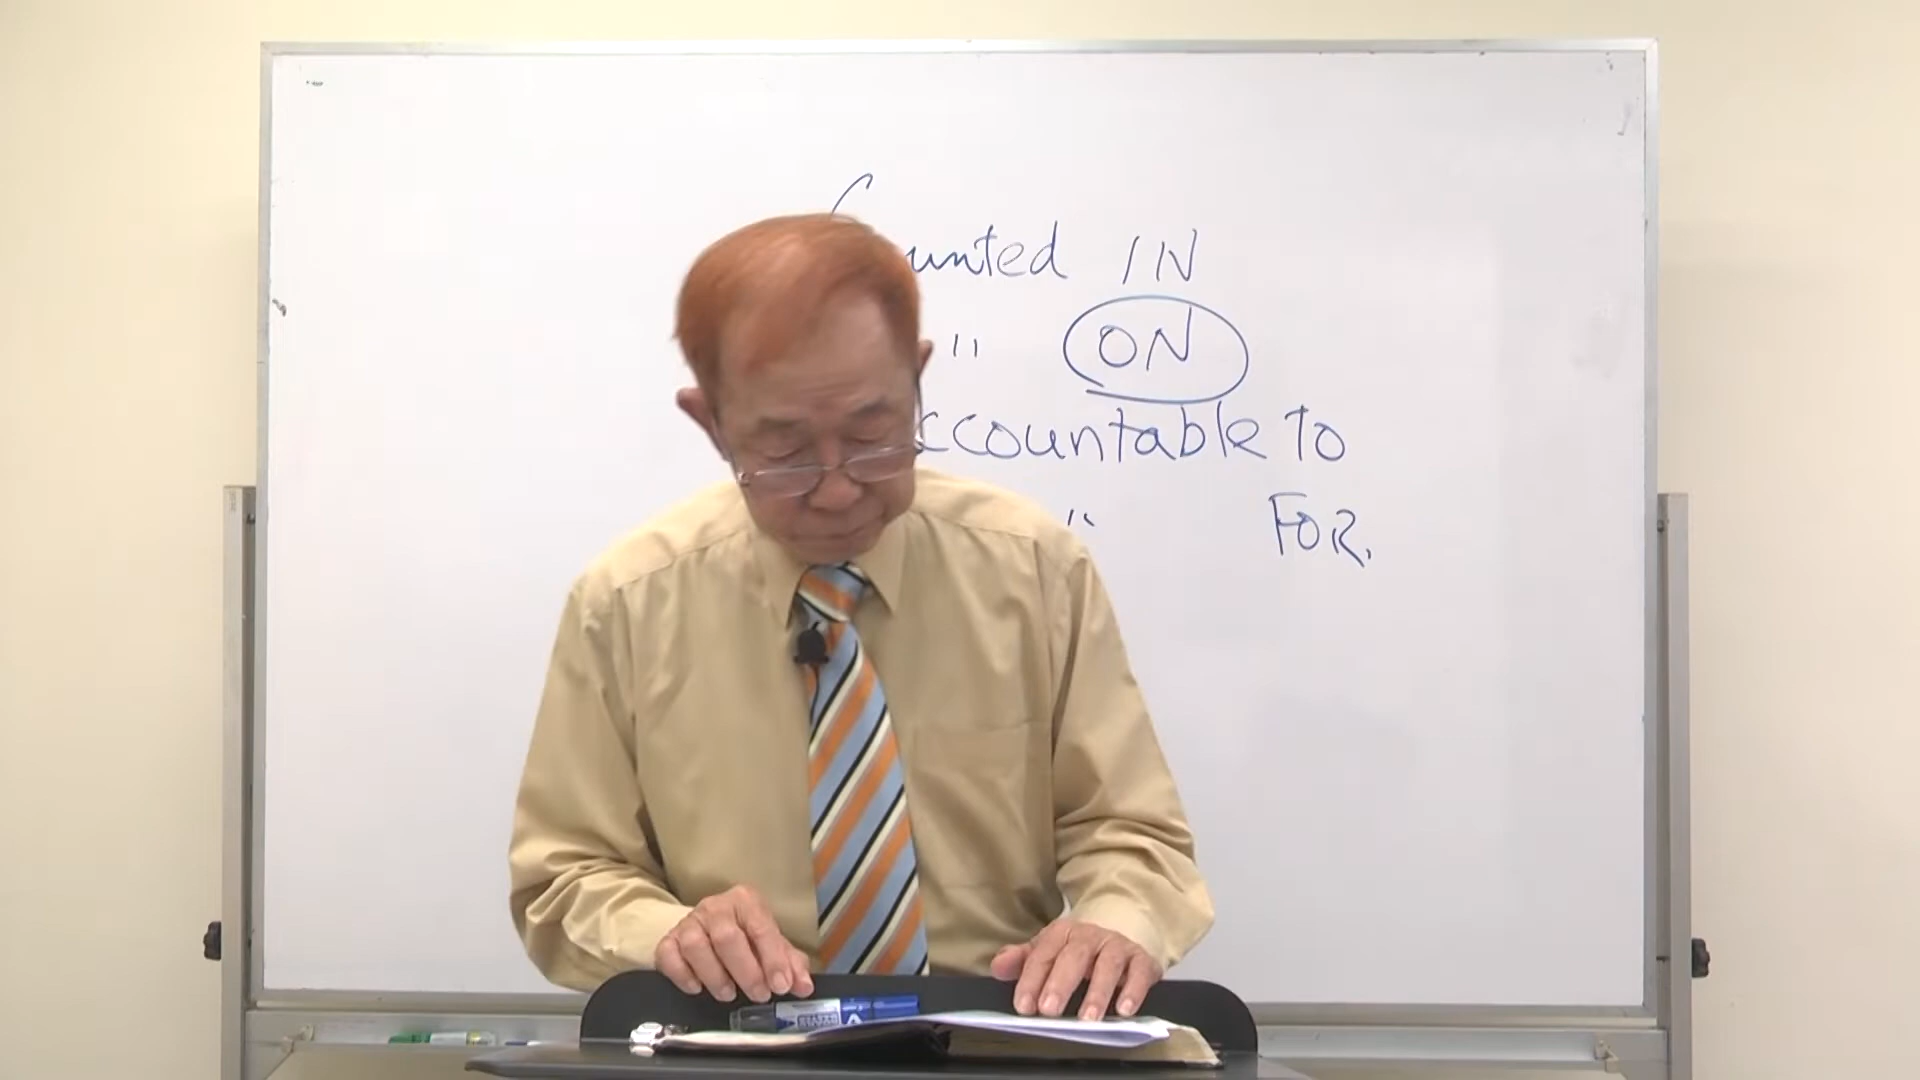 unted IN
" ON
ccountable TO
" FOR.